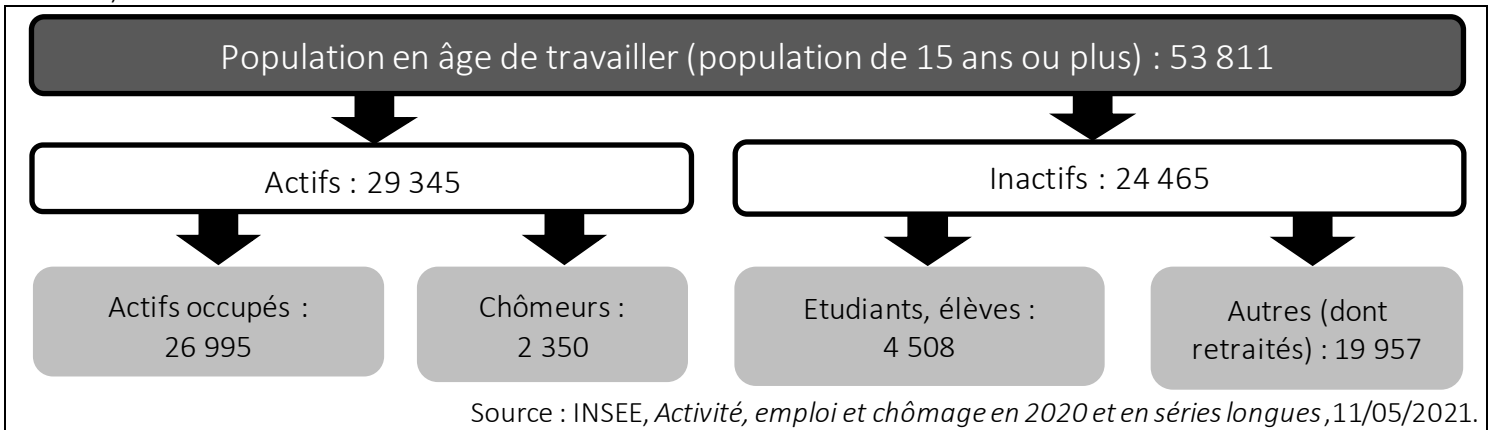 Population en âge de travailler (population de 15 ans ou plus) : 53 811
Actifs : 29 345
Inactifs : 24 465
Actifs occupés :
26 995
Chômeurs :
2 350
Etudiants, élèves :
4 508
Autres (dont
retraités) : 19 957
Source : INSEE, Activité, emploi et chômage en 2020 et en séries longues,11/05/2021.